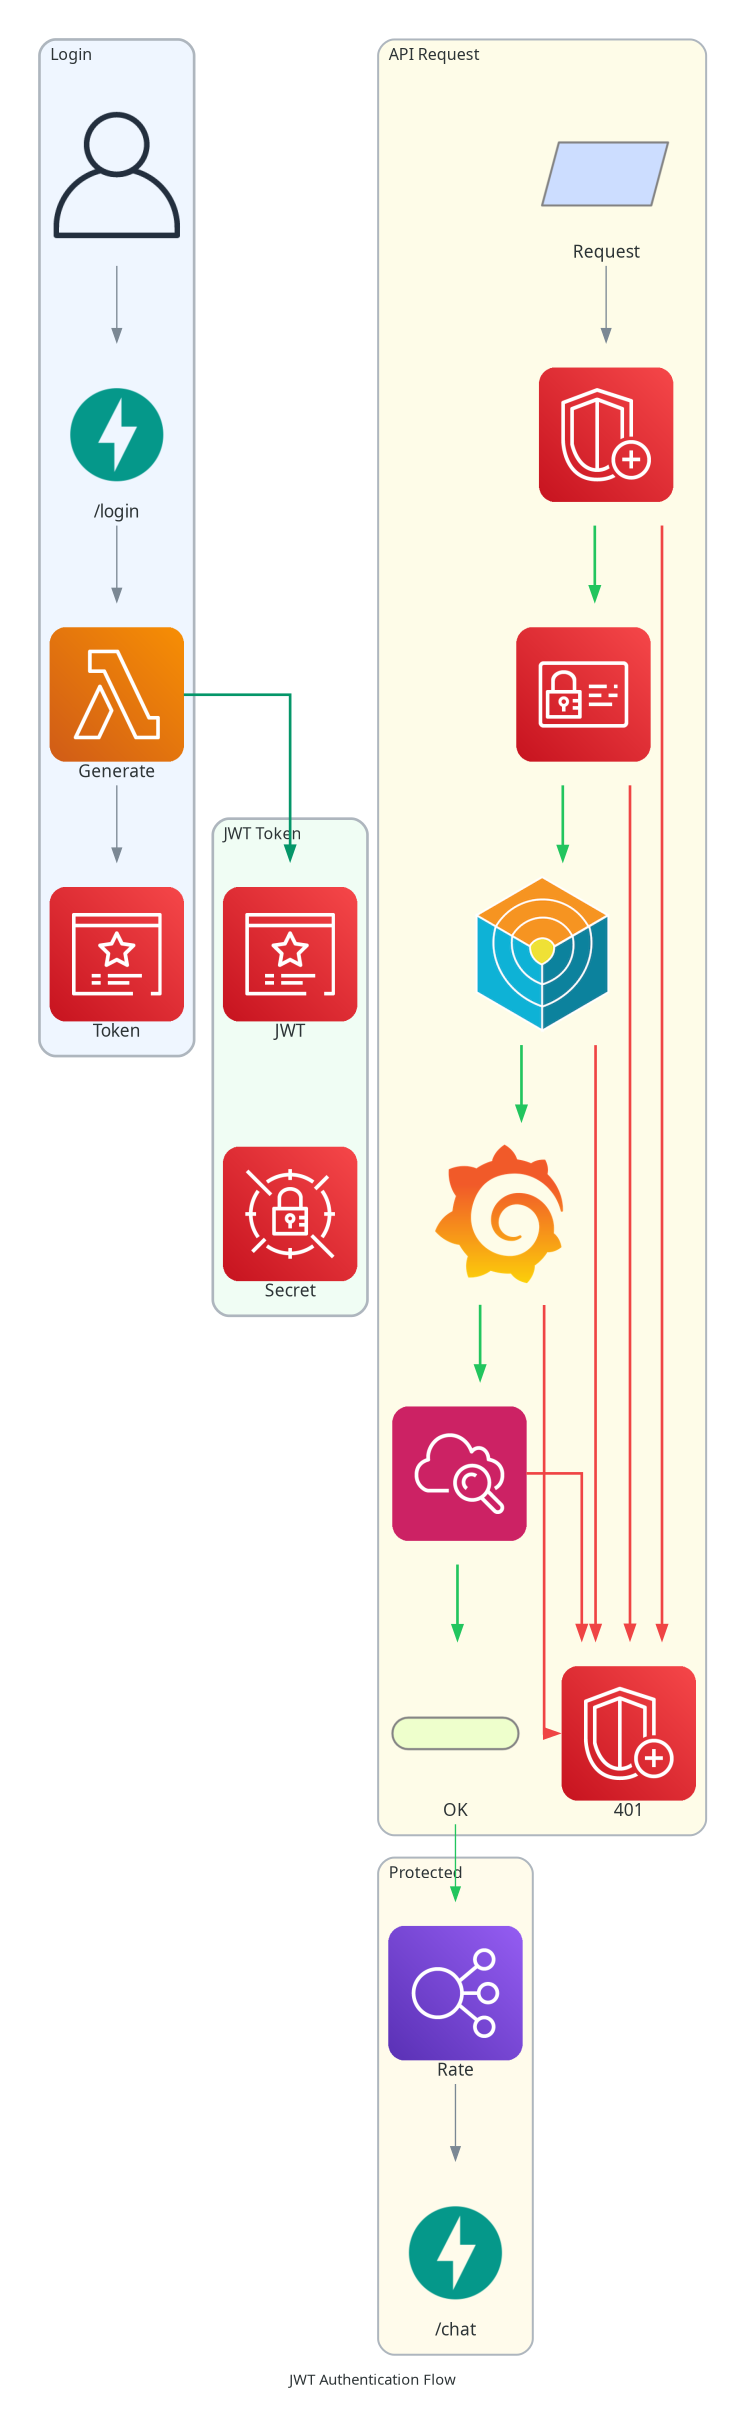 Login
/login
Generate
Token
JWT Token
JWT
Secret
API Request
Request
OK
401
Protected
Rate
/chat
JWT Authentication Flow